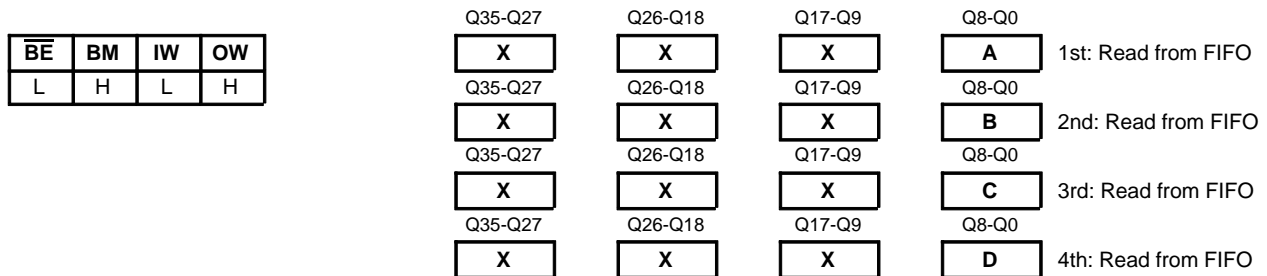 Q35-Q27 Q26-Q18 Q17-Q9 Q8-Q0
BE BM IW OW
X X X A 1st: Read from FIFO
L H L H
Q35-Q27 Q26-Q18 Q17-Q9 Q8-Q0
X X X B 2nd: Read from FIFO
Q35-Q27 Q26-Q18 Q17-Q9 Q8-Q0
X X X C 3rd: Read from FIFO
Q35-Q27 Q26-Q18 Q17-Q9 Q8-Q0
X X X D 4th: Read from FIFO